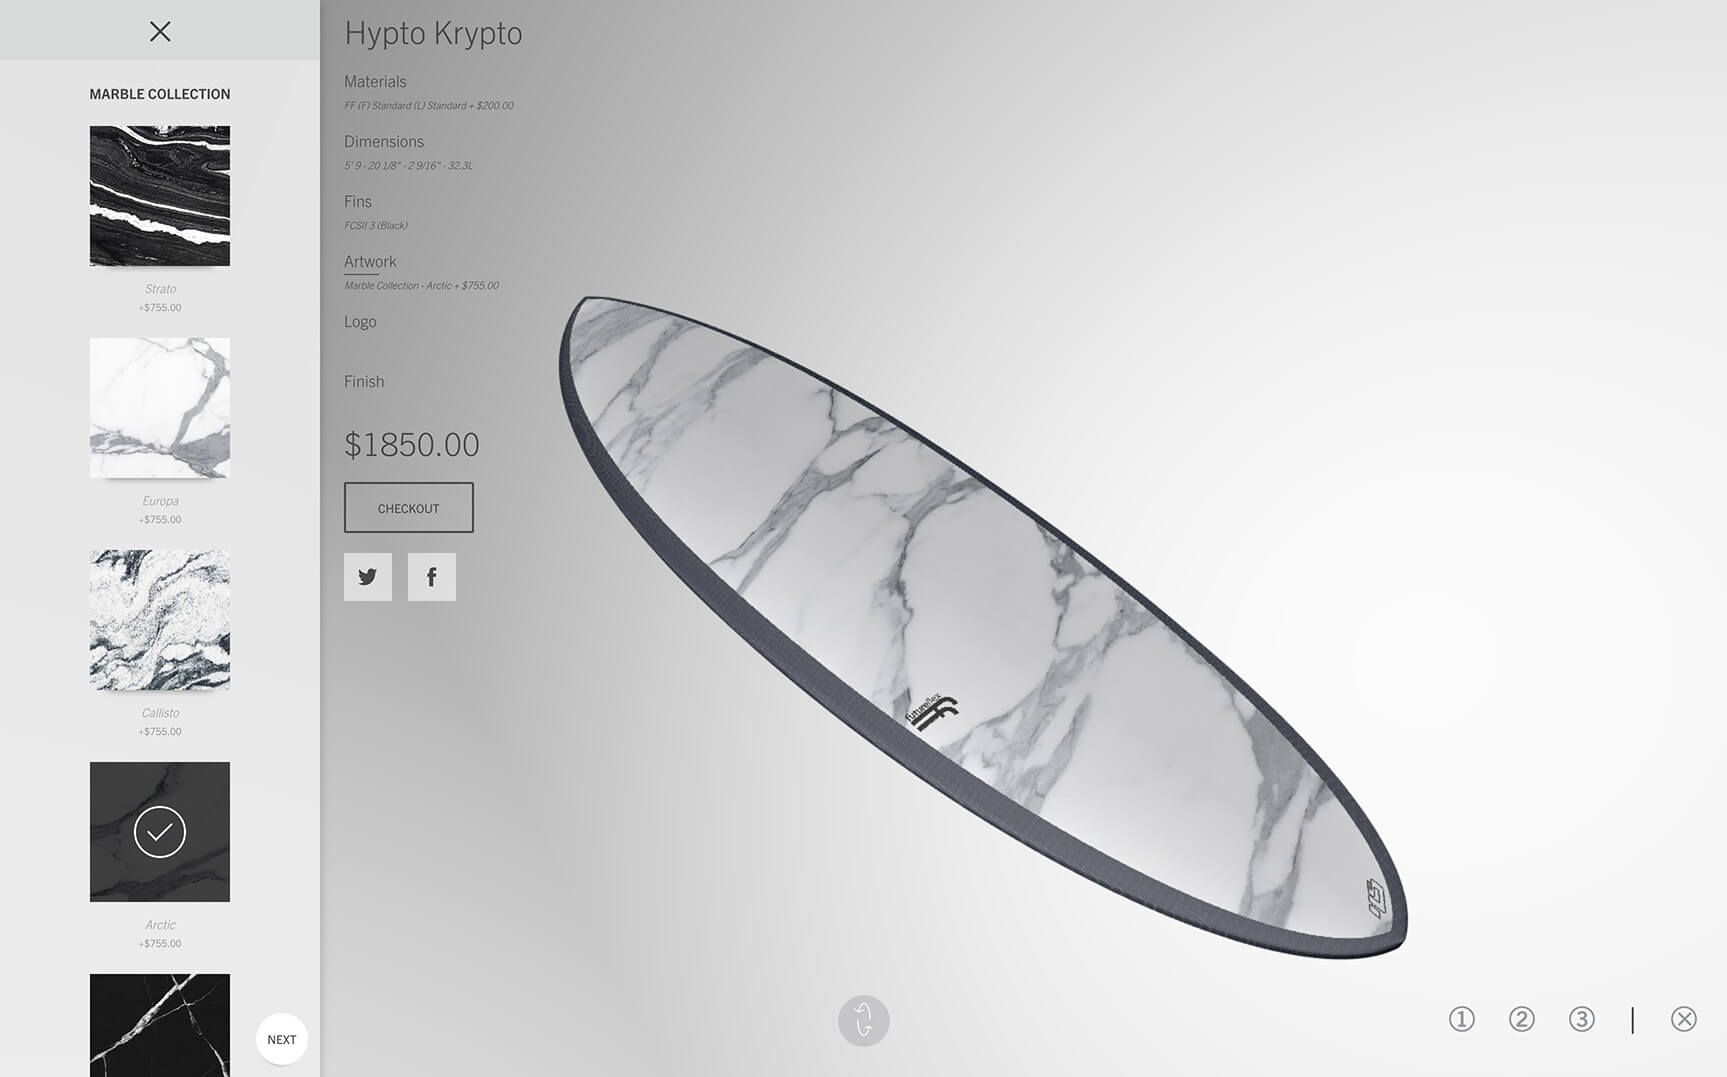 MARBLE COLLECTION
Strato
+$755.00
Europa
+$755.00
Callisto
+$755.00
Arctic
+$755.00
NEXT
Hypto Krypto
Materials
FF (F) Standard (L) Standard + $200.00
Dimensions
5' 9 - 20 1/8" - 2 9/16" - 32.3L
Fins
FCSII 3 (Black)
Artwork
Marble Collection - Arctic + $755.00
Logo
Finish
$1850.00
CHECKOUT
f
futureflex
fff
1 2 3